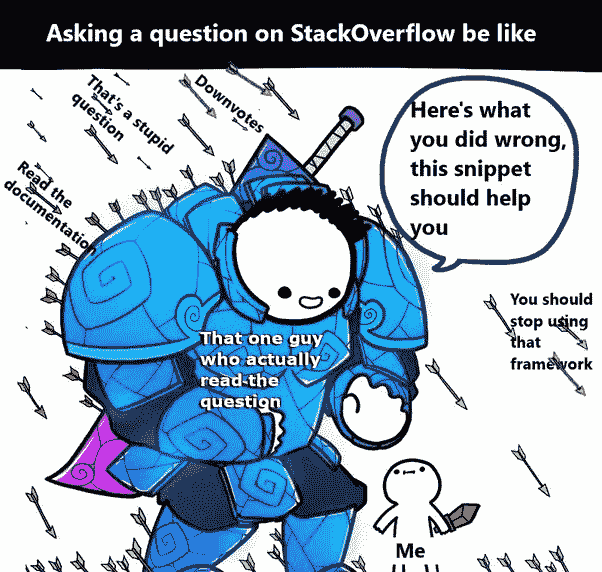 Asking a question on StackOverflow be like
That's a stupid
question
Downvotes
Read the
documentation
Here's what
you did wrong,
this snippet
should help
you
You should
stop using
that
framework
That one guy
who actually
read the
question
Me